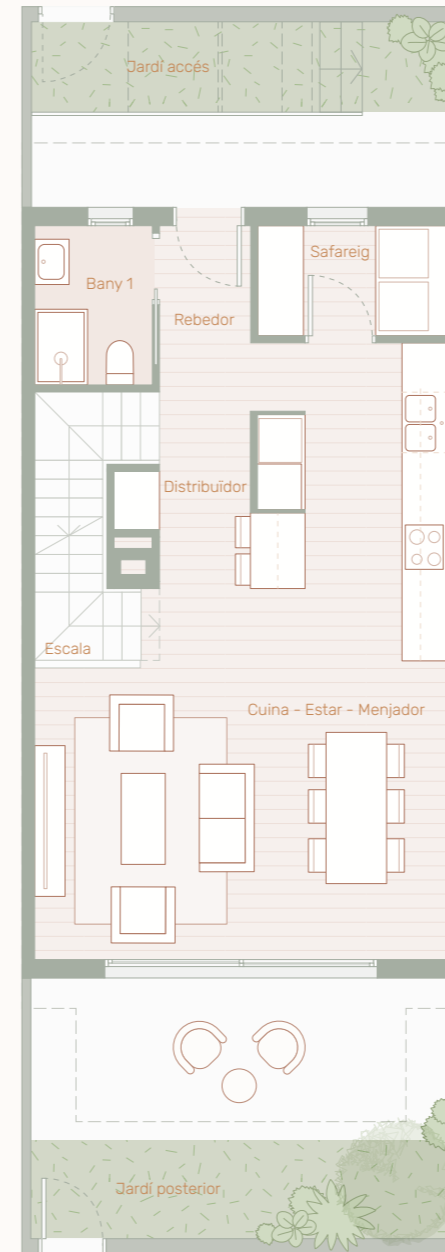 Jardí accés
Safareig
Bany 1
Rebedor
Distribuïdor
Escala
Cuina - Estar - Menjador
Jardí posterior